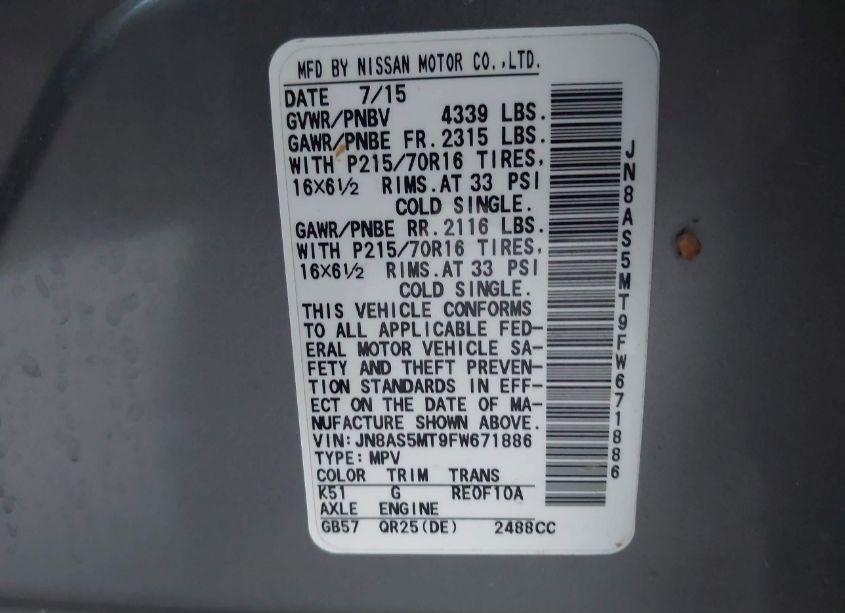 MFD BY NISSAN MOTOR CO.,LTD.
DATE 7/15
GVWR/PNBV 4339 LBS.
GAWR/PNBE FR. 2315 LBS.
WITH P215/70R16 TIRES,
16X6½ RIMS.AT 33 PSI
COLD SINGLE.
GAWR/PNBE RR. 2116 LBS.
WITH P215/70R16 TIRES,
16X6½ RIMS.AT 33 PSI
COLD SINGLE.
THIS VEHICLE CONFORMS
TO ALL APPLICABLE FED-
ERAL MOTOR VEHICLE SA-
FETY AND THEFT PREVEN-
TION STANDARDS IN EFF-
ECT ON THE DATE OF MA-
NUFACTURE SHOWN ABOVE.
VIN: JN8AS5MT9FW671886
TYPE: MPV
COLOR TRIM TRANS
K51 G RE0F10A
AXLE ENGINE
GB57 QR25(DE) 2488CC
JN8AS5MT9FW671886